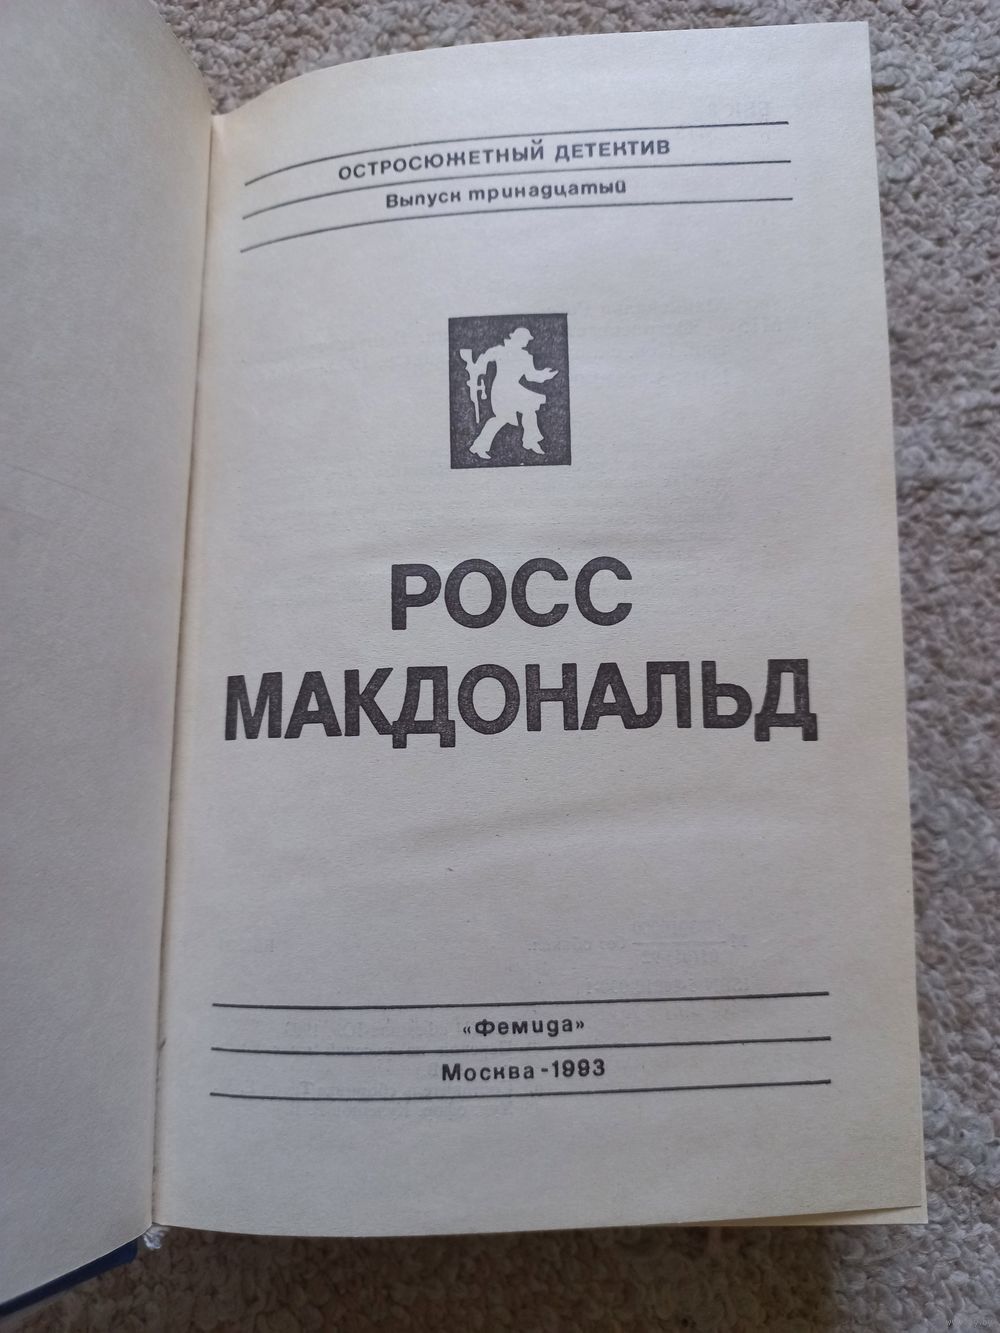 ОСТРОСЮЖЕТНЫЙ ДЕТЕКТИВ
Выпуск тринадцатый
РОСС
МАКДОНАЛЬД
«Фемида»
Москва-1993